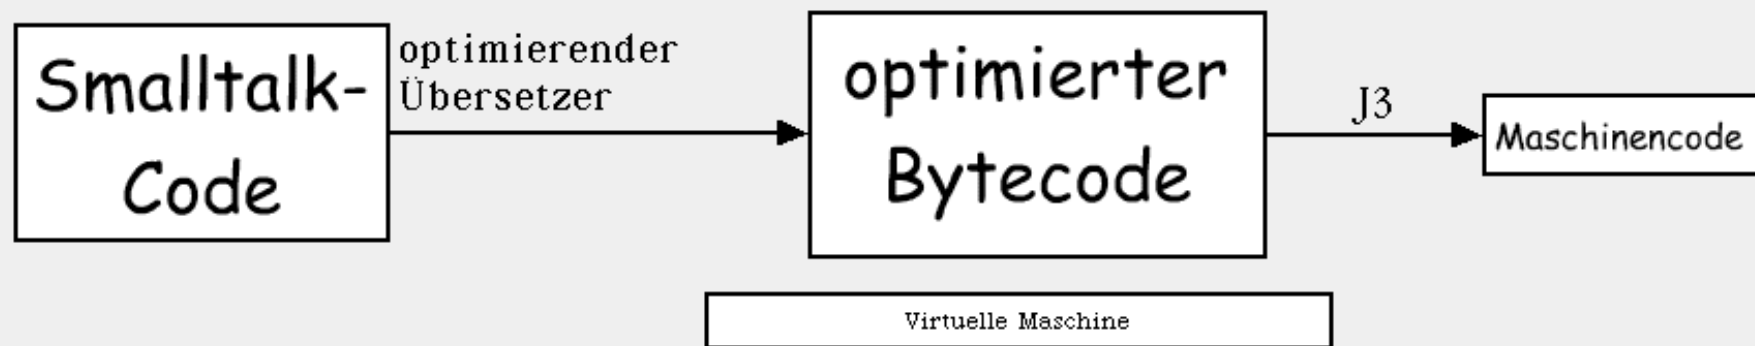 Smalltalk-
Code
optimierender
Übersetzer
optimierter
Bytecode
J3
Maschinencode
Virtuelle Maschine